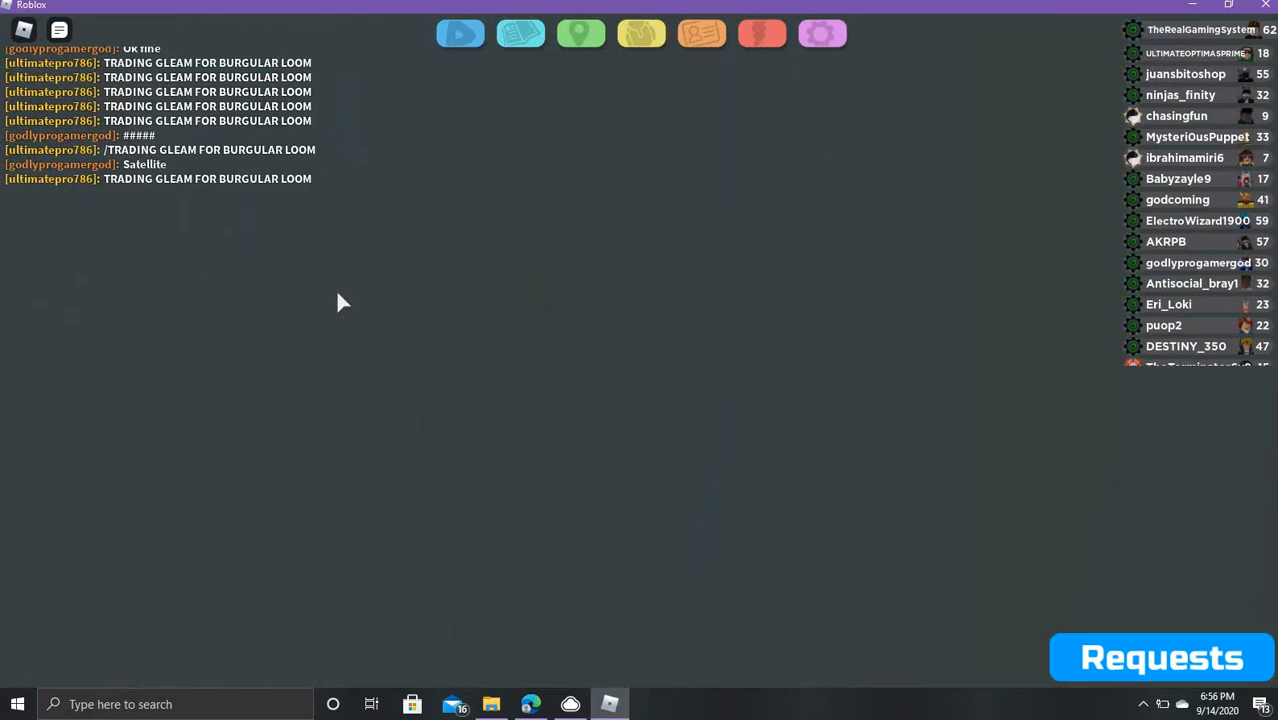 Roblox
[godlyprogamergod]: Ok fine
[ultimatepro786]: TRADING GLEAM FOR BURGULAR LOOM
[ultimatepro786]: TRADING GLEAM FOR BURGULAR LOOM
[ultimatepro786]: TRADING GLEAM FOR BURGULAR LOOM
[ultimatepro786]: TRADING GLEAM FOR BURGULAR LOOM
[ultimatepro786]: TRADING GLEAM FOR BURGULAR LOOM
[godlyprogamergod]: #####
[ultimatepro786]: /TRADING GLEAM FOR BURGULAR LOOM
[godlyprogamergod]: Satellite
[ultimatepro786]: TRADING GLEAM FOR BURGULAR LOOM
TheRealGamingSystem 62
ULTIMATEOPTIMASPRIME 18
juansbitoshop 55
ninjas_finity 32
chasingfun 9
MysteriOusPuppet 33
ibrahimamiri6 7
Babyzayle9 17
godcoming 41
ElectroWizard1900 59
AKRPB 57
godlyprogamergod 30
Antisocial_bray1 32
Eri_Loki 23
puop2 22
DESTINY_350 47
Requests
Type here to search
16
6:56 PM
9/14/2020
13